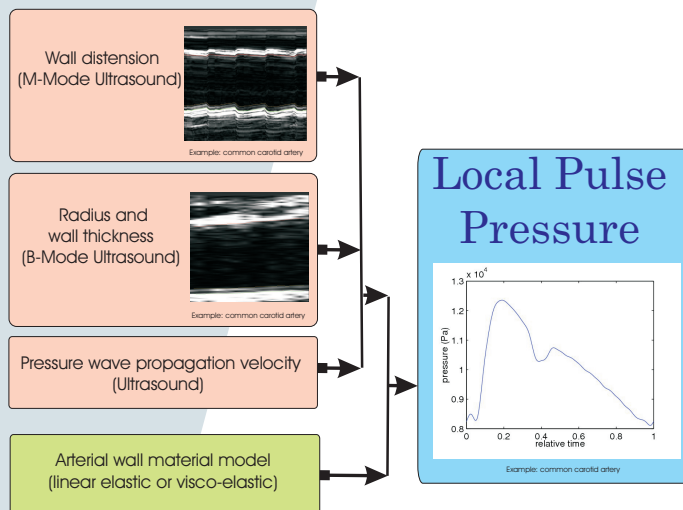 Wall distension
(M-Mode Ultrasound)
Example: common carotid artery
Radius and
wall thickness
(B-Mode Ultrasound)
Example: common carotid artery
Pressure wave propagation velocity
(Ultrasound)
Arterial wall material model
(linear elastic or visco-elastic)
Local Pulse
Pressure
x 10⁴
1.3
1.2
1.1
1
0.9
0.8
pressure (Pa)
0 0.2 0.4 0.6 0.8 1
relative time
Example: common carotid artery